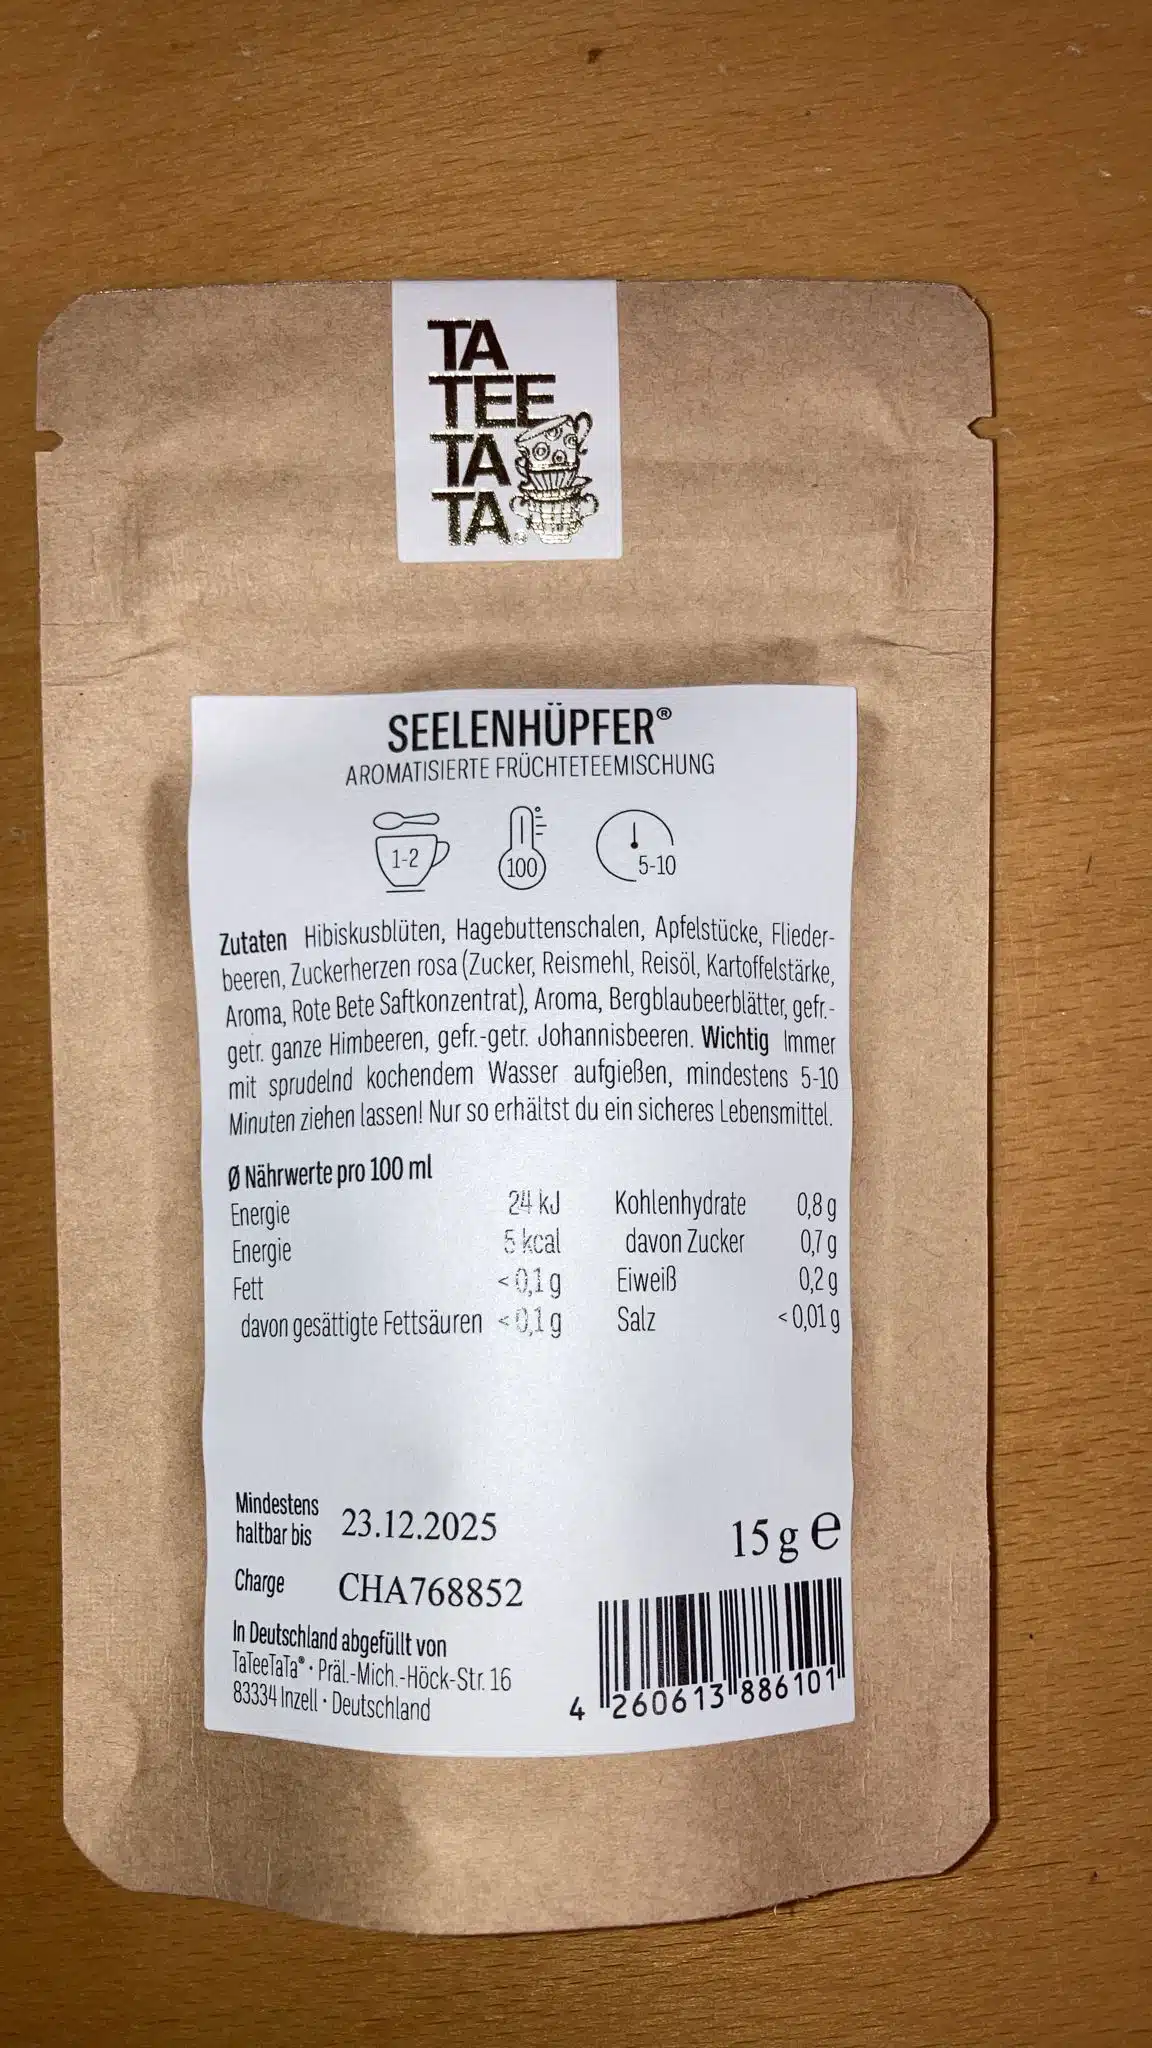 TA
TEE
TA
TA®
SEELENHÜPFER®
AROMATISIERTE FRÜCHTETEEMISCHUNG
1-2 100 5-10
Zutaten Hibiskusblüten, Hagebuttenschalen, Apfelstücke, Flieder-
beeren, Zuckerherzen rosa (Zucker, Reismehl, Reisöl, Kartoffelstärke,
Aroma, Rote Bete Saftkonzentrat), Aroma, Bergblaubeerblätter, gefr.-
getr. ganze Himbeeren, gefr.-getr. Johannisbeeren. Wichtig Immer
mit sprudelnd kochendem Wasser aufgießen, mindestens 5-10
Minuten ziehen lassen! Nur so erhältst du ein sicheres Lebensmittel.
Ø Nährwerte pro 100 ml
Energie 24 kJ Kohlenhydrate 0,8 g
Energie 5 kcal davon Zucker 0,7 g
Fett < 0,1 g Eiweiß 0,2 g
davon gesättigte Fettsäuren < 0,1 g Salz < 0,01 g
Mindestens
haltbar bis 23.12.2025
15 g e
Charge CHA768852
In Deutschland abgefüllt von
TaTeeTaTa® · Präl.-Mich.-Höck-Str. 16
83334 Inzell · Deutschland
4 260613 886101